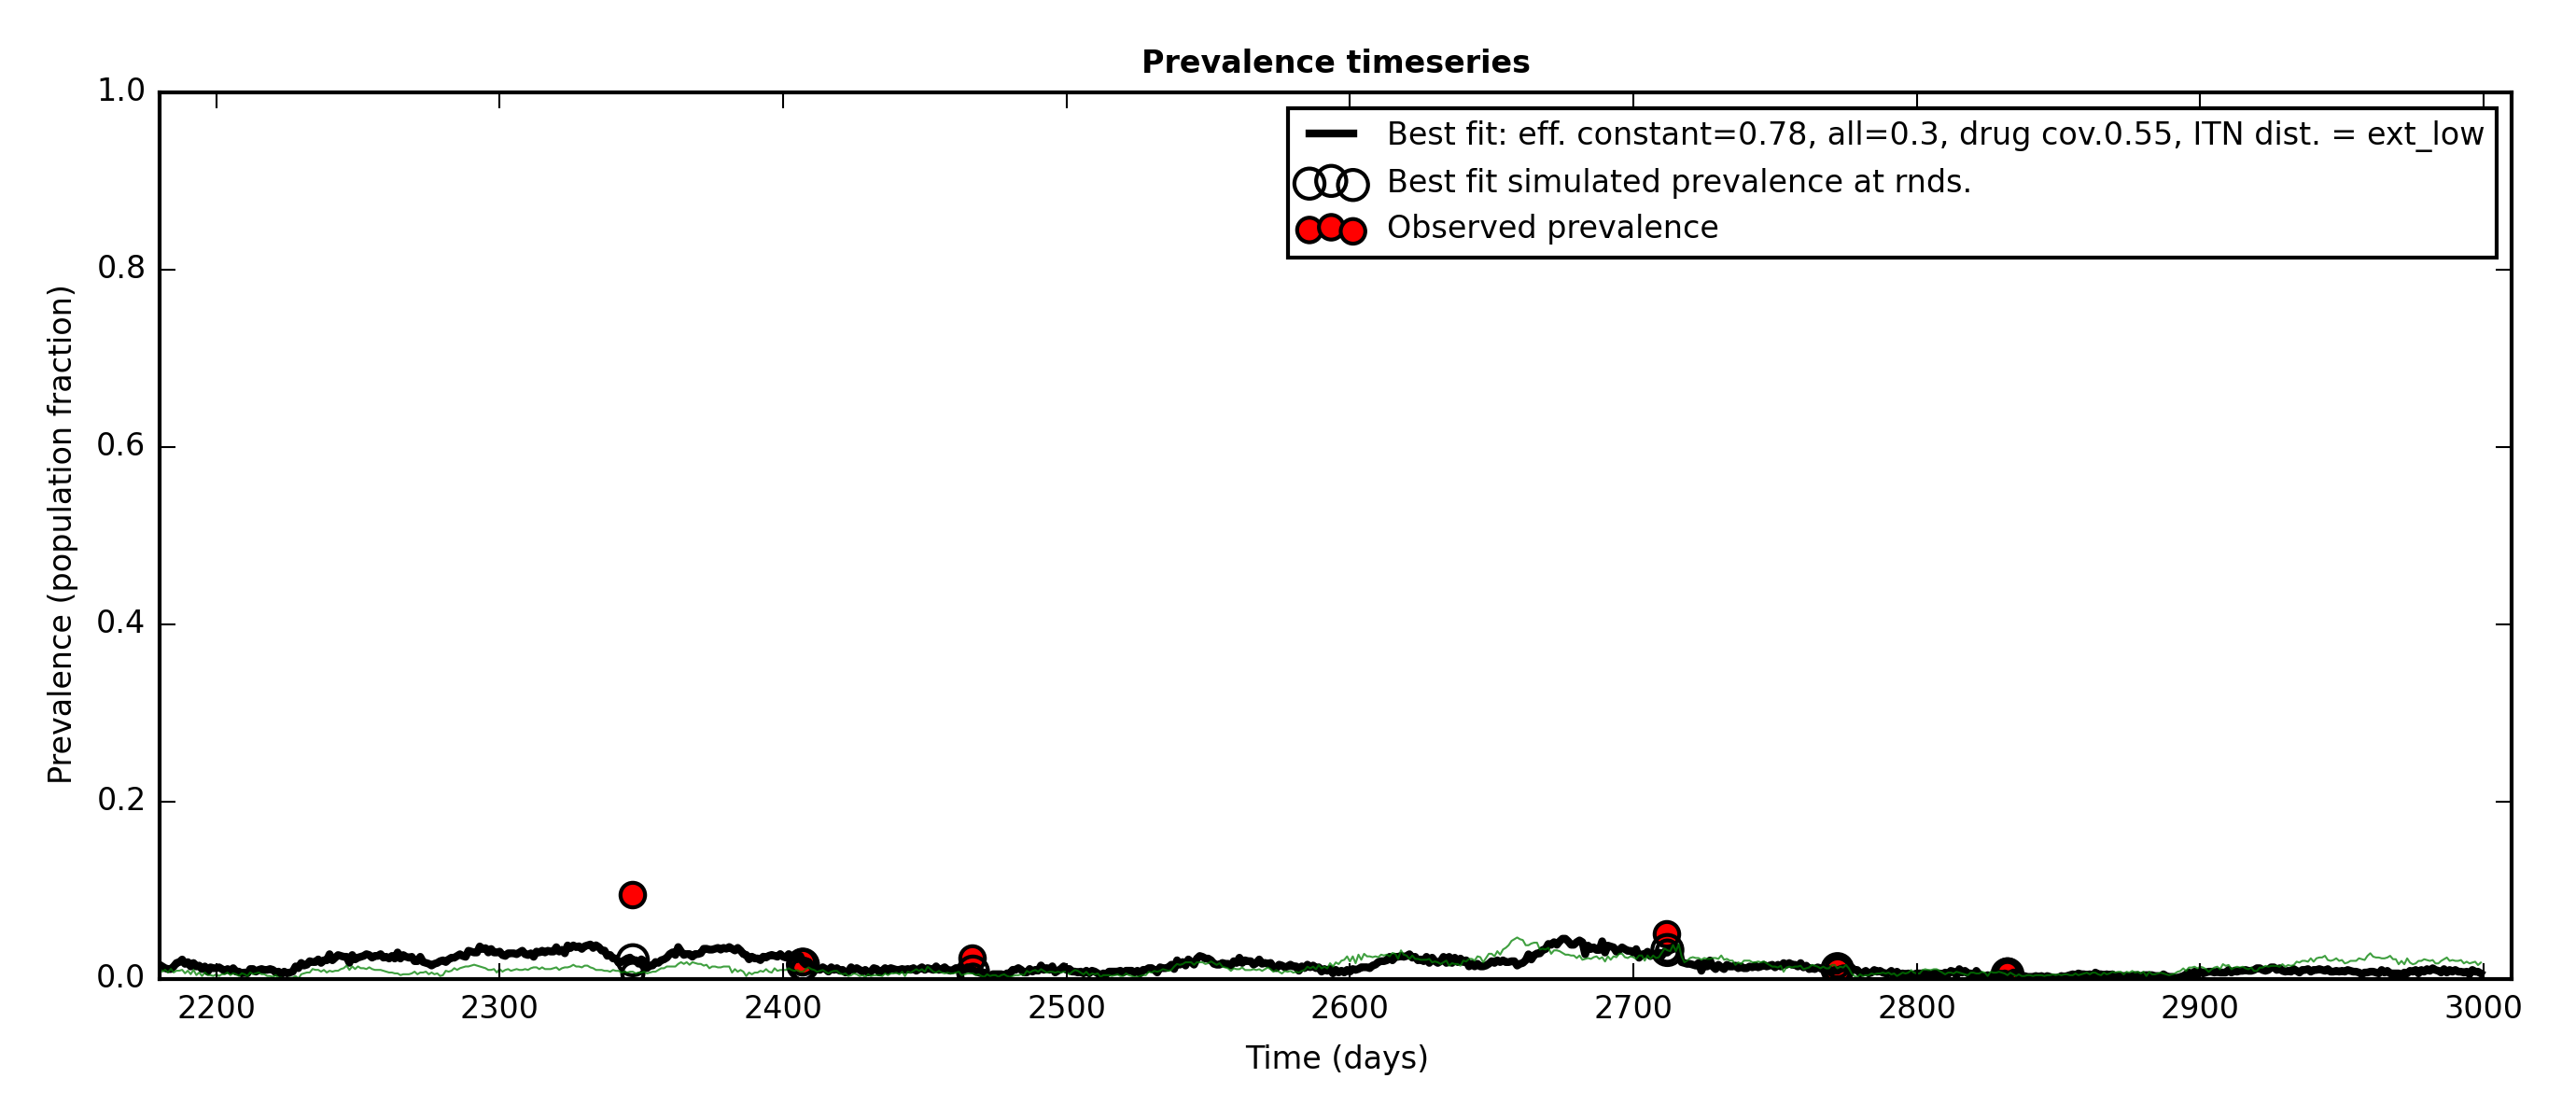 Prevalence timeseries
1.0
0.8
0.6
0.4
0.2
0.0
Prevalence (population fraction)
Best fit: eff. constant=0.78, all=0.3, drug cov.0.55, ITN dist. = ext_low
Best fit simulated prevalence at rnds.
Observed prevalence
2200 2300 2400 2500 2600 2700 2800 2900 3000
Time (days)